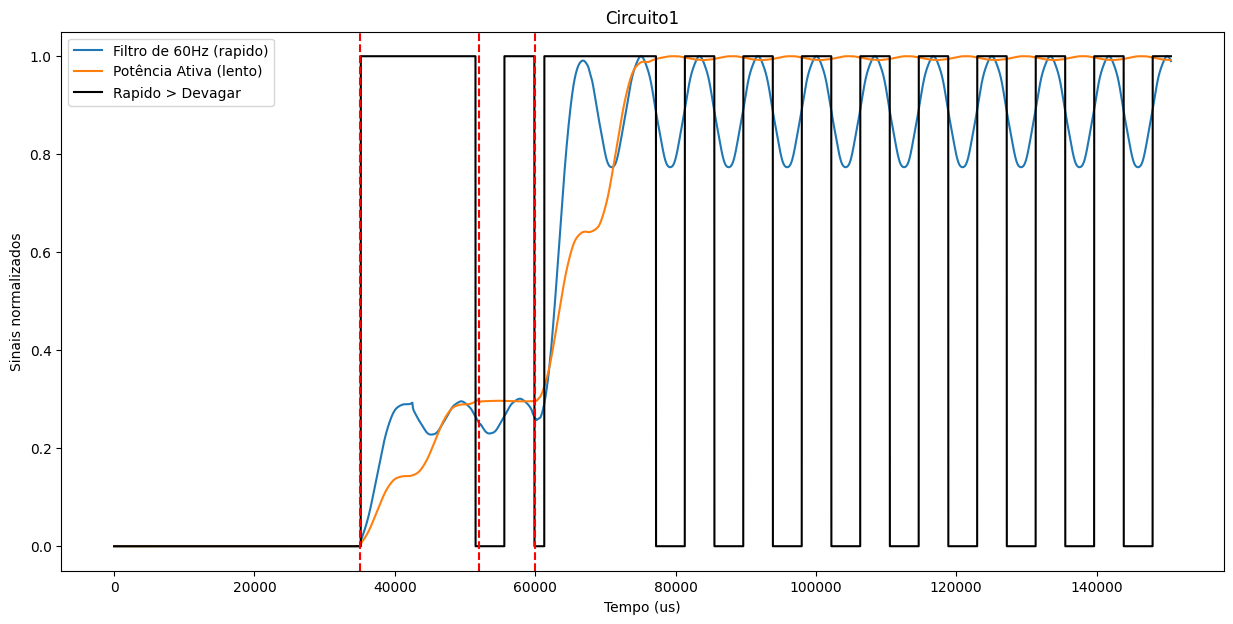 Circuito1
Filtro de 60Hz (rapido)
Potência Ativa (lento)
Rapido > Devagar
Sinais normalizados
1.0
0.8
0.6
0.4
0.2
0.0
0 20000 40000 60000 80000 100000 120000 140000
Tempo (us)